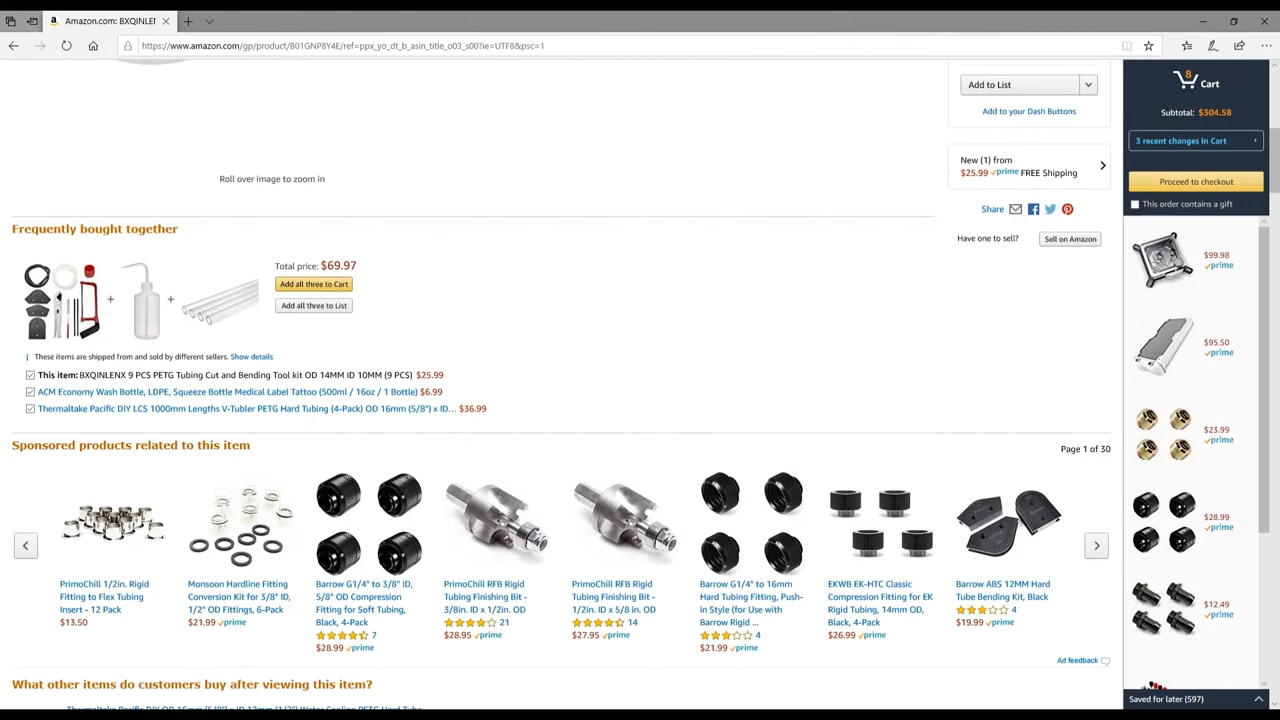 Amazon.com: BXQINLEN
https://www.amazon.com/gp/product/B01GNP8Y4E/ref=ppx_yo_dt_b_asin_title_o03_s00?ie=UTF8&psc=1
Add to List
Add to your Dash Buttons
New (1) from
$25.99 prime FREE Shipping
Share
Have one to sell?
Sell on Amazon
Roll over image to zoom in
Frequently bought together
Total price: $69.97
Add all three to Cart
Add all three to List
+
+
i These items are shipped from and sold by different sellers. Show details
This item: BXQINLENX 9 PCS PETG Tubing Cut and Bending Tool kit OD 14MM ID 10MM (9 PCS) $25.99
ACM Economy Wash Bottle, LDPE, Squeeze Bottle Medical Label Tattoo (500ml / 16oz / 1 Bottle) $6.99
Thermaltake Pacific DIY LCS 1000mm Lengths V-Tubler PETG Hard Tubing (4-Pack) OD 16mm (5/8") x ID... $36.99
Sponsored products related to this item
Page 1 of 30
PrimoChill 1/2in. Rigid
Fitting to Flex Tubing
Insert - 12 Pack
$13.50
Monsoon Hardline Fitting
Conversion Kit for 3/8" ID,
1/2" OD Fittings, 6-Pack
$21.99 prime
Barrow G1/4" to 3/8" ID,
5/8" OD Compression
Fitting for Soft Tubing,
Black, 4-Pack
7
$28.99 prime
PrimoChill RFB Rigid
Tubing Finishing Bit -
3/8in. ID x 1/2in. OD
21
$28.95 prime
PrimoChill RFB Rigid
Tubing Finishing Bit -
1/2in. ID x 5/8 in. OD
14
$27.95 prime
Barrow G1/4" to 16mm
Hard Tubing Fitting, Push-
in Style (for Use with
Barrow Rigid ...
4
$21.99 prime
EKWB EK-HTC Classic
Compression Fitting for EK
Rigid Tubing, 14mm OD,
Black, 4-Pack
$26.99 prime
Barrow ABS 12MM Hard
Tube Bending Kit, Black
4
$19.99 prime
Ad feedback
What other items do customers buy after viewing this item?
8
Cart
Subtotal: $304.58
3 recent changes in Cart
Proceed to checkout
This order contains a gift
$99.98
prime
$95.50
prime
$23.99
prime
$28.99
prime
$12.49
prime
Saved for later (597)